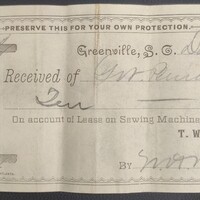 PRESERVE THIS FOR YOUR OWN PROTECTION.
Greenville, S. C.
Received of
Ten
On account of Lease on Sewing Machine
T. W
BY